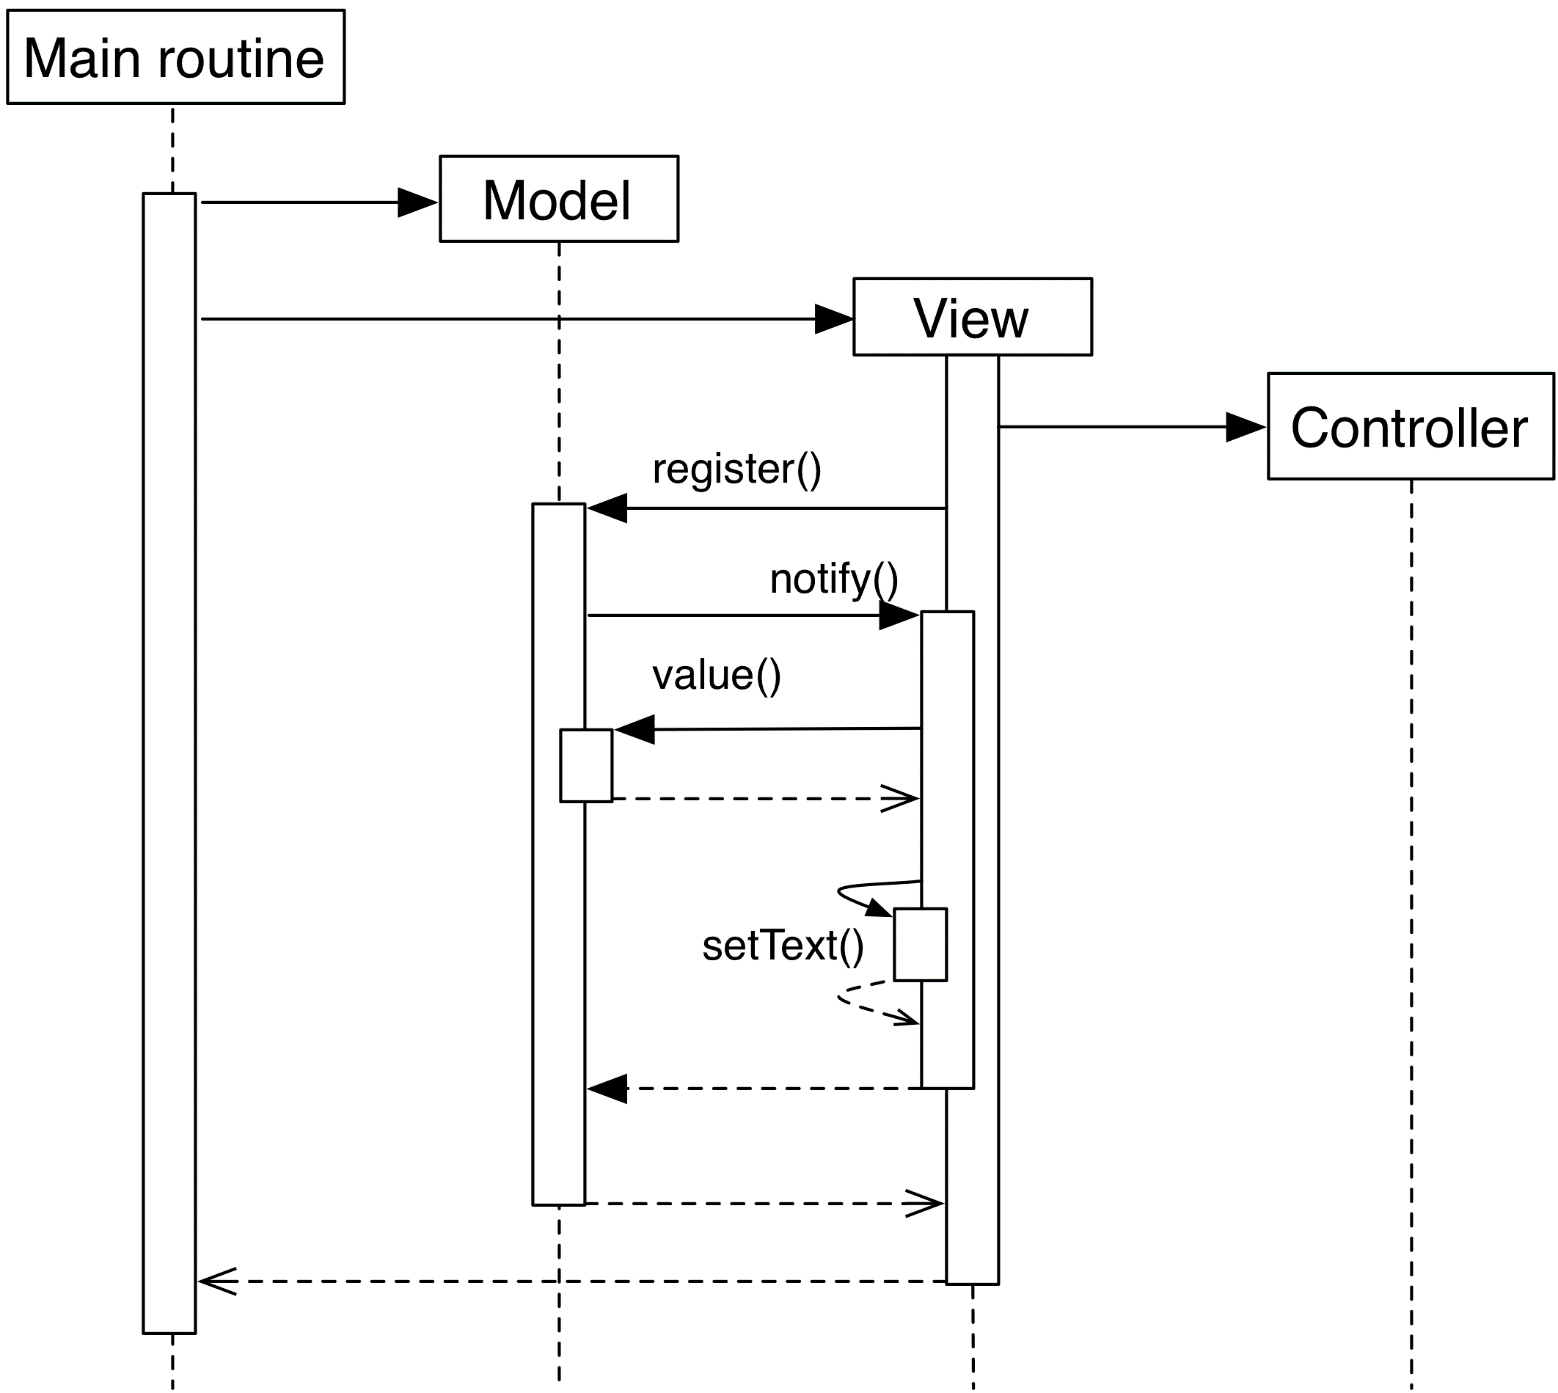 Main routine
Model
View
Controller
register()
notify()
value()
setText()